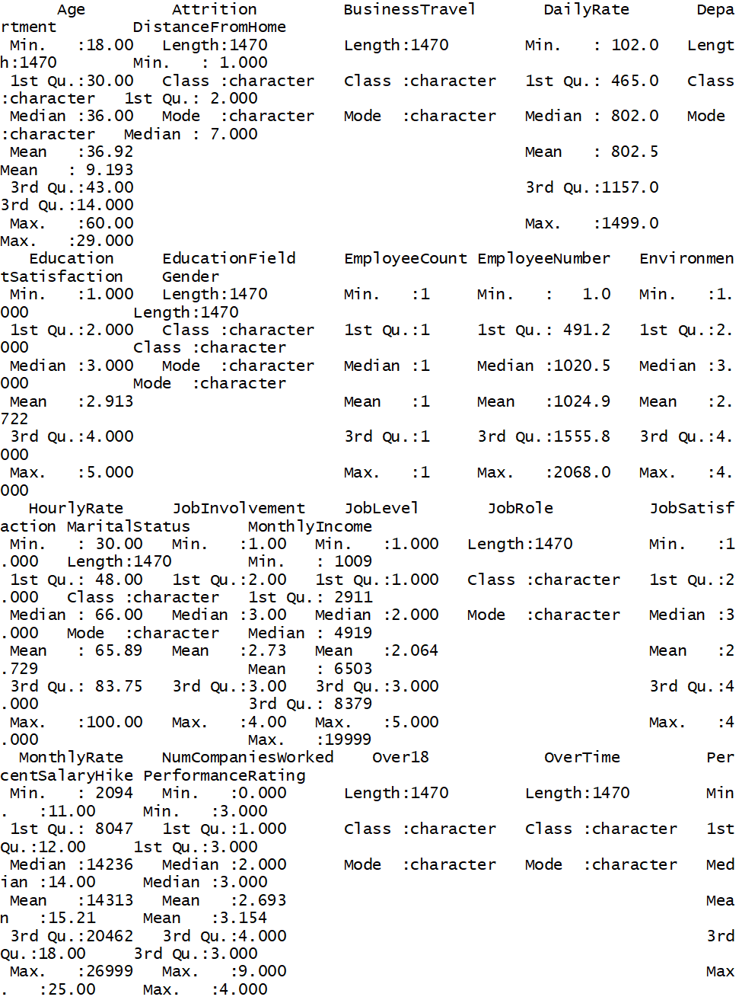 Age         Attrition         BusinessTravel       DailyRate       Depa
rtment        DistanceFromHome
 Min.   :18.00   Length:1470        Length:1470        Min.   : 102.0   Lengt
h:1470        Min.   : 1.000
 1st Qu.:30.00   Class :character   Class :character   1st Qu.: 465.0   Class
:character   1st Qu.: 2.000
 Median :36.00   Mode  :character   Mode  :character   Median : 802.0   Mode
:character   Median : 7.000
 Mean   :36.92                                         Mean   : 802.5
Mean   : 9.193
 3rd Qu.:43.00                                         3rd Qu.:1157.0
3rd Qu.:14.000
 Max.   :60.00                                         Max.   :1499.0
Max.   :29.000
   Education     EducationField     EmployeeCount EmployeeNumber   Environmen
tSatisfaction    Gender
 Min.   :1.000   Length:1470        Min.   :1     Min.   :   1.0   Min.   :1.
000           Length:1470
 1st Qu.:2.000   Class :character   1st Qu.:1     1st Qu.: 491.2   1st Qu.:2.
000           Class :character
 Median :3.000   Mode  :character   Median :1     Median :1020.5   Median :3.
000           Mode  :character
 Mean   :2.913                      Mean   :1     Mean   :1024.9   Mean   :2.
722
 3rd Qu.:4.000                      3rd Qu.:1     3rd Qu.:1555.8   3rd Qu.:4.
000
 Max.   :5.000                      Max.   :1     Max.   :2068.0   Max.   :4.
000
   HourlyRate     JobInvolvement    JobLevel       JobRole          JobSatisf
action MaritalStatus      MonthlyIncome
 Min.   : 30.00   Min.   :1.00   Min.   :1.000   Length:1470        Min.   :1
.000   Length:1470        Min.   : 1009
 1st Qu.: 48.00   1st Qu.:2.00   1st Qu.:1.000   Class :character   1st Qu.:2
.000   Class :character   1st Qu.: 2911
 Median : 66.00   Median :3.00   Median :2.000   Mode  :character   Median :3
.000   Mode  :character   Median : 4919
 Mean   : 65.89   Mean   :2.73   Mean   :2.064                      Mean   :2
.729                      Mean   : 6503
 3rd Qu.: 83.75   3rd Qu.:3.00   3rd Qu.:3.000                      3rd Qu.:4
.000                      3rd Qu.: 8379
 Max.   :100.00   Max.   :4.00   Max.   :5.000                      Max.   :4
.000                      Max.   :19999
  MonthlyRate    NumCompaniesWorked    Over18            OverTime         Per
centSalaryHike PerformanceRating
 Min.   : 2094   Min.   :0.000      Length:1470        Length:1470        Min
.   :11.00     Min.   :3.000
 1st Qu.: 8047   1st Qu.:1.000      Class :character   Class :character   1st
Qu.:12.00     1st Qu.:3.000
 Median :14236   Median :2.000      Mode  :character   Mode  :character   Med
ian :14.00     Median :3.000
 Mean   :14313   Mean   :2.693                                            Mea
n   :15.21     Mean   :3.154
 3rd Qu.:20462   3rd Qu.:4.000                                            3rd
Qu.:18.00     3rd Qu.:3.000
 Max.   :26999   Max.   :9.000                                            Max
.   :25.00     Max.   :4.000